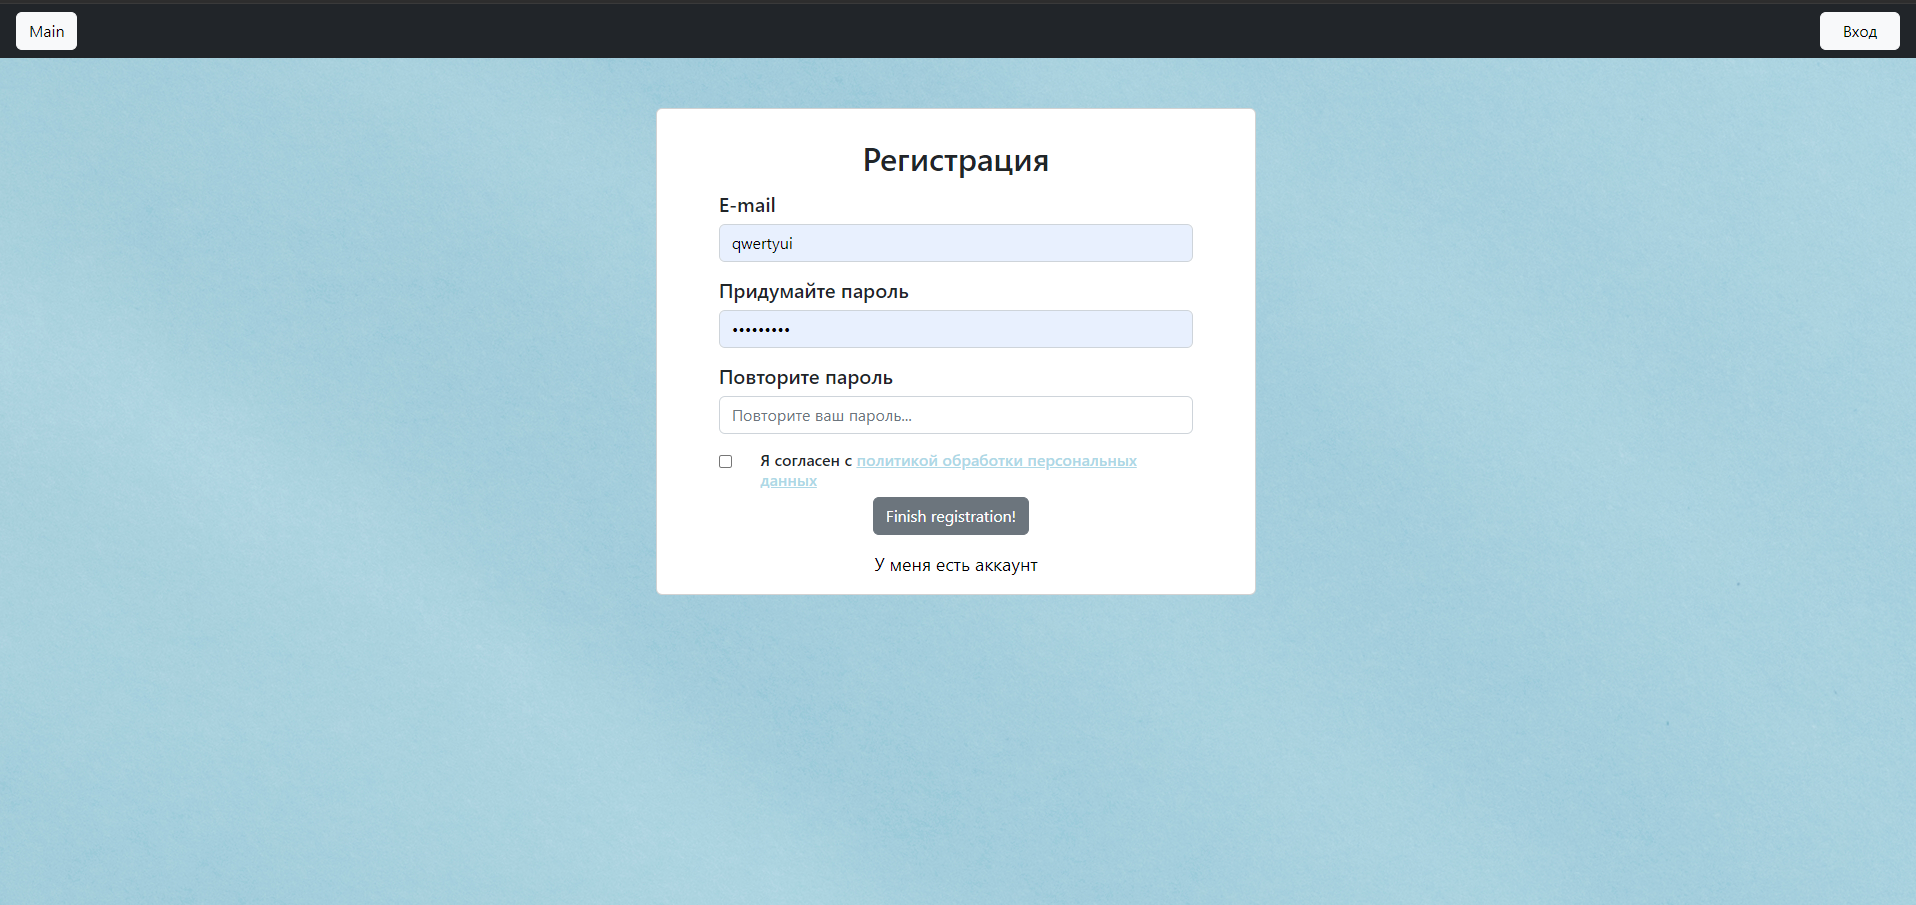 Main
Вход
Регистрация
E-mail
qwertyui
Придумайте пароль
•••••••••
Повторите пароль
Повторите ваш пароль...
Я согласен с политикой обработки персональных
данных
Finish registration!
У меня есть аккаунт